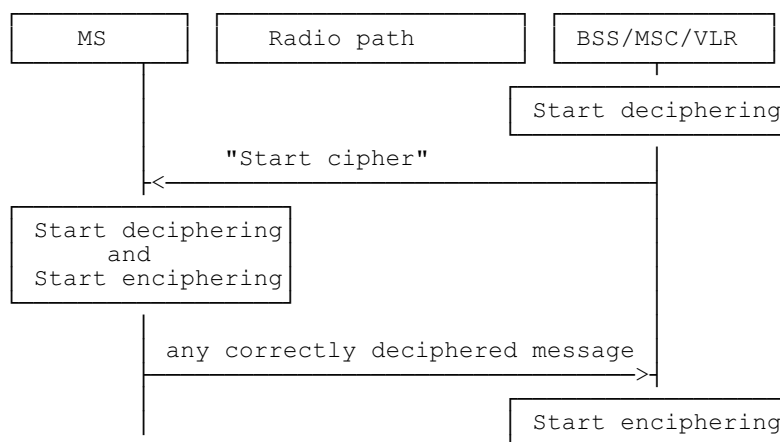 MS Radio path BSS/MSC/VLR
Start deciphering
"Start cipher"
Start deciphering
and
Start enciphering
any correctly deciphered message
Start enciphering